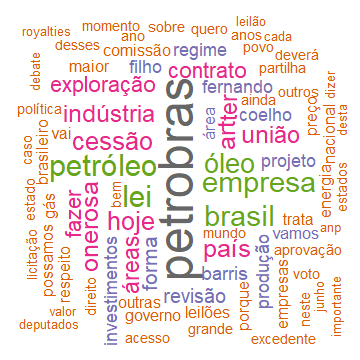 royalties
momento
sobre
quero
leilão
ano
anos
cada
desses
comissão
regime
povo
debate
maior
filho
contrato
partilha
deverá
exploração
fernando
outros
dizer
política
indústria
arfter
ainda
coelho
preços
nacional
desta
vai
cessão
área
união
caso
brasileiro
petróleo
petrobras
óleo
projeto
energia
estados
estado
gás
bem
lei
empresa
licitação
possamos
fazer
onerosa
hoje
brasil
trata
anp
respeito
mundo
vamos
áreas
forma
país
aprovação
direito
investimentos
barris
produção
empresas
voto
valor
outras
revisão
porque
neste
junho
importante
deputados
governo
leilões
acesso
grande
excedente